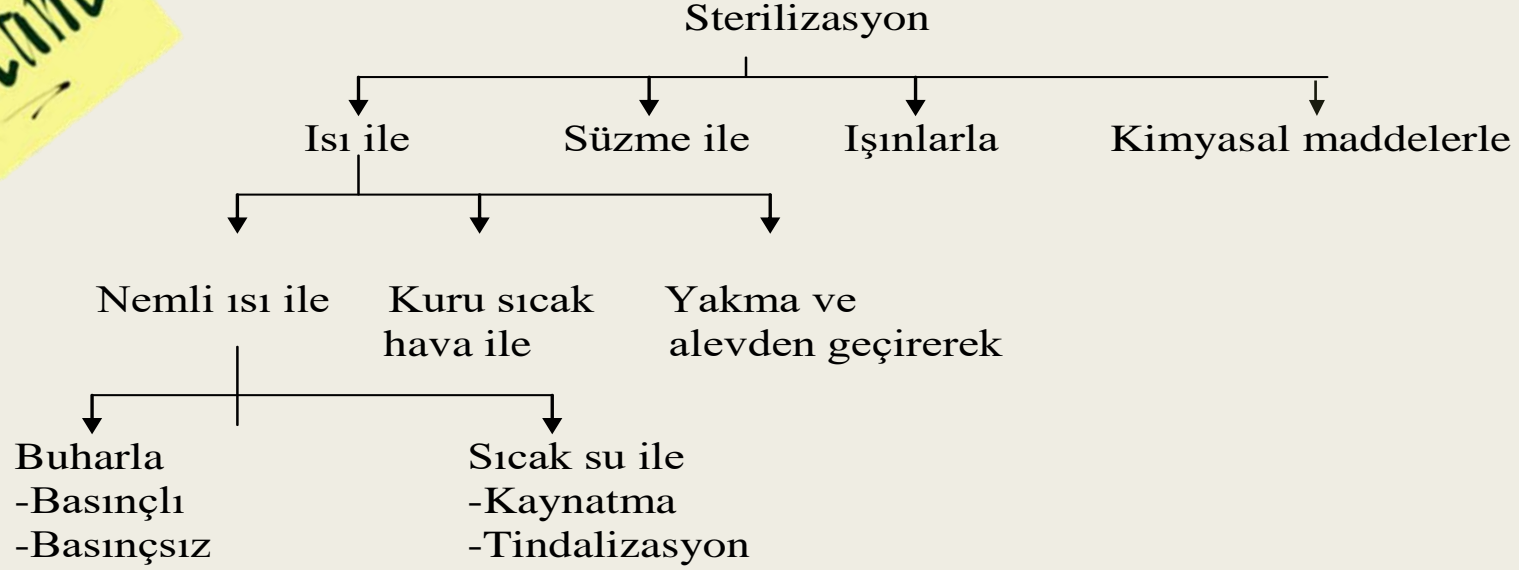 Sterilizasyon
Isı ile Süzme ile Işınlarla Kimyasal maddelerle
Nemli ısı ile Kuru sıcak hava ile Yakma ve alevden geçirerek
Buharla
-Basınçlı
-Basınçsız
Sıcak su ile
-Kaynatma
-Tindalizasyon